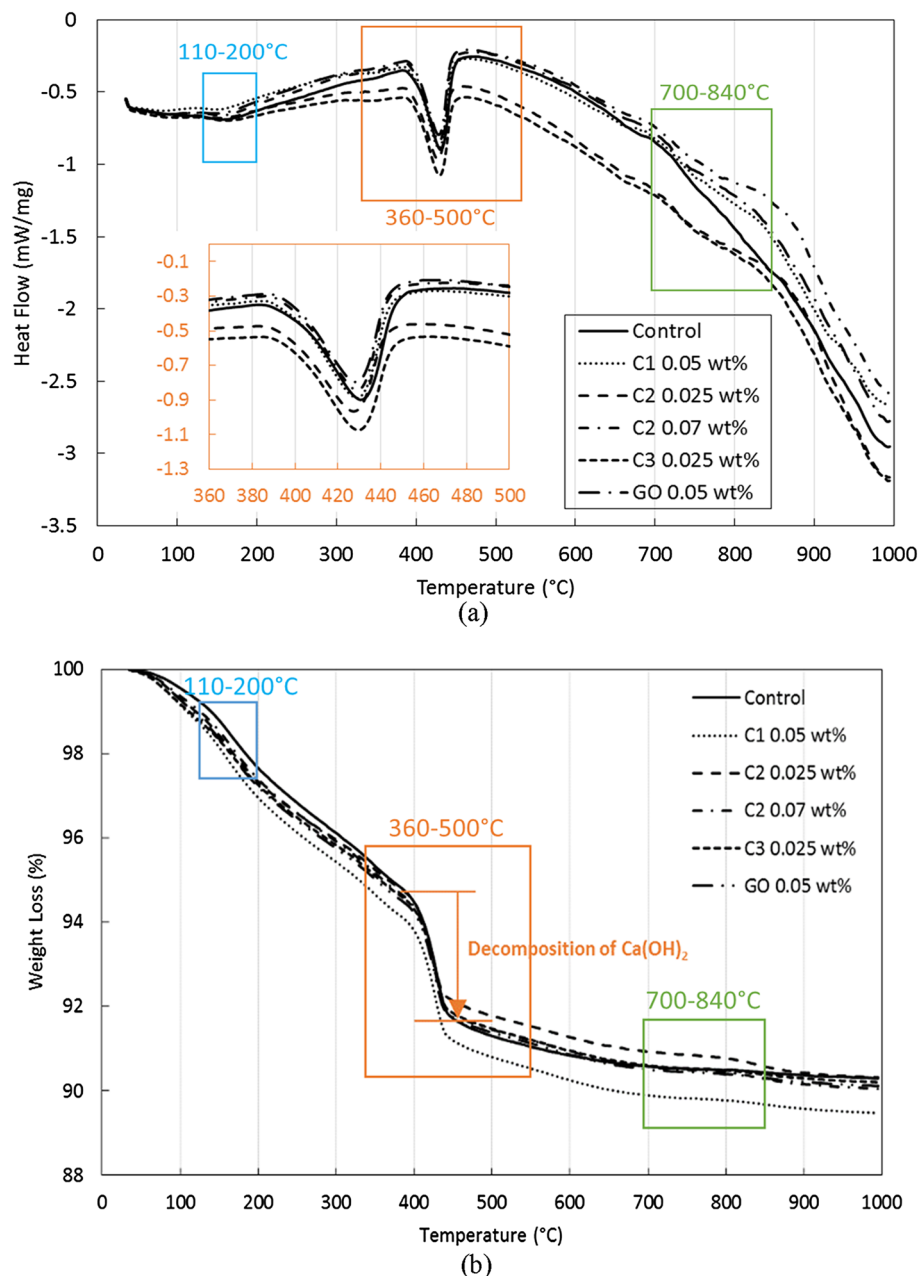 0
-0.5
-1
-1.5
-2
-2.5
-3
-3.5
Heat Flow (mW/mg)
110-200°C
360-500°C
700-840°C
-0.1
-0.3
-0.5
-0.7
-0.9
-1.1
-1.3
360 380 400 420 440 460 480 500
Control
C1 0.05 wt%
C2 0.025 wt%
C2 0.07 wt%
C3 0.025 wt%
GO 0.05 wt%
0 100 200 300 400 500 600 700 800 900 1000
Temperature (°C)
(a)
100
98
96
94
92
90
88
Weight Loss (%)
110-200°C
360-500°C
Decomposition of Ca(OH)₂
700-840°C
Control
C1 0.05 wt%
C2 0.025 wt%
C2 0.07 wt%
C3 0.025 wt%
GO 0.05 wt%
0 100 200 300 400 500 600 700 800 900 1000
Temperature (°C)
(b)